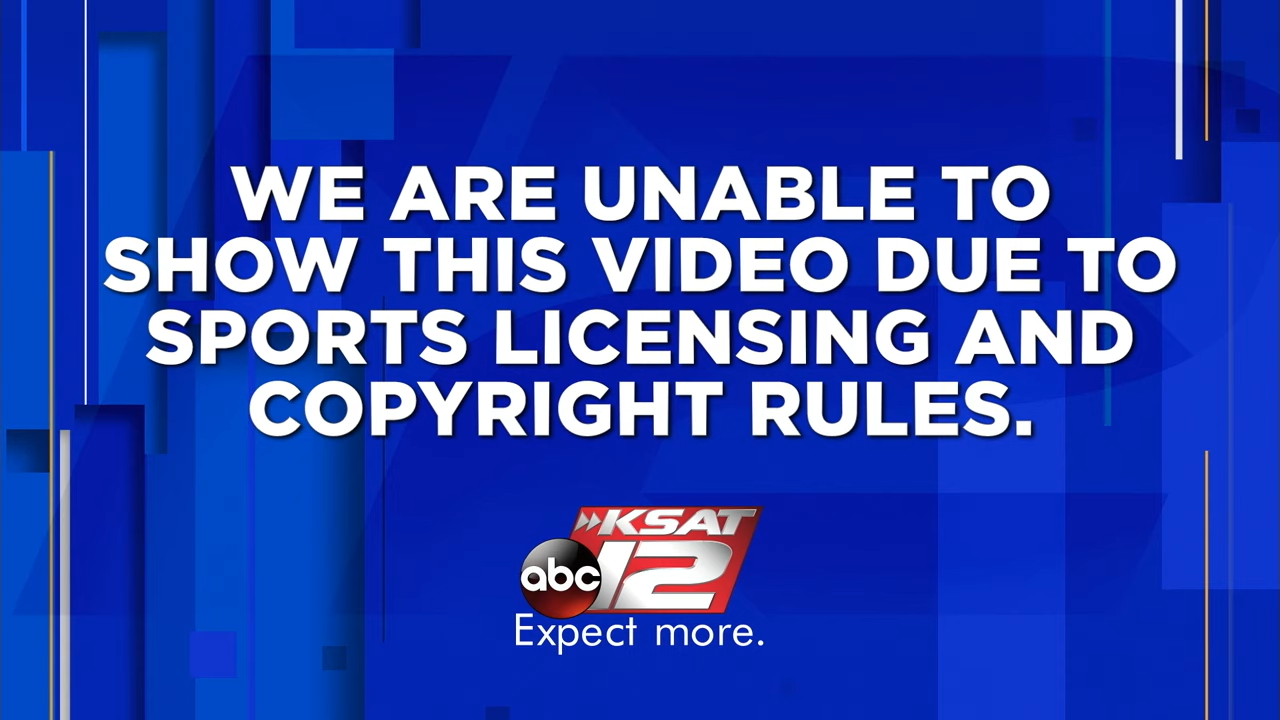 WE ARE UNABLE TO
SHOW THIS VIDEO DUE TO
SPORTS LICENSING AND
COPYRIGHT RULES.
KSAT
abc 12
Expect more.